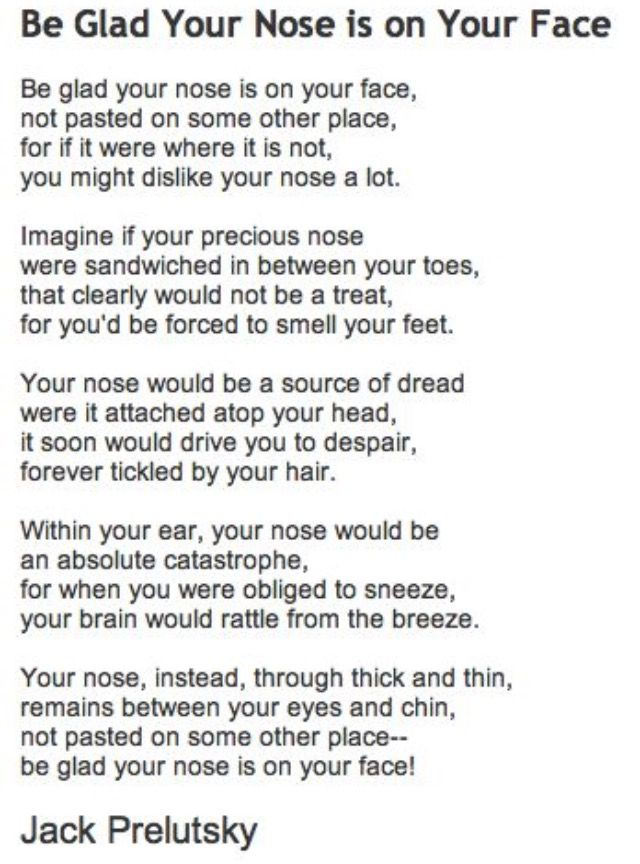 Be Glad Your Nose is on Your Face
Be glad your nose is on your face,
not pasted on some other place,
for if it were where it is not,
you might dislike your nose a lot.
Imagine if your precious nose
were sandwiched in between your toes,
that clearly would not be a treat,
for you'd be forced to smell your feet.
Your nose would be a source of dread
were it attached atop your head,
it soon would drive you to despair,
forever tickled by your hair.
Within your ear, your nose would be
an absolute catastrophe,
for when you were obliged to sneeze,
your brain would rattle from the breeze.
Your nose, instead, through thick and thin,
remains between your eyes and chin,
not pasted on some other place--
be glad your nose is on your face!
Jack Prelutsky